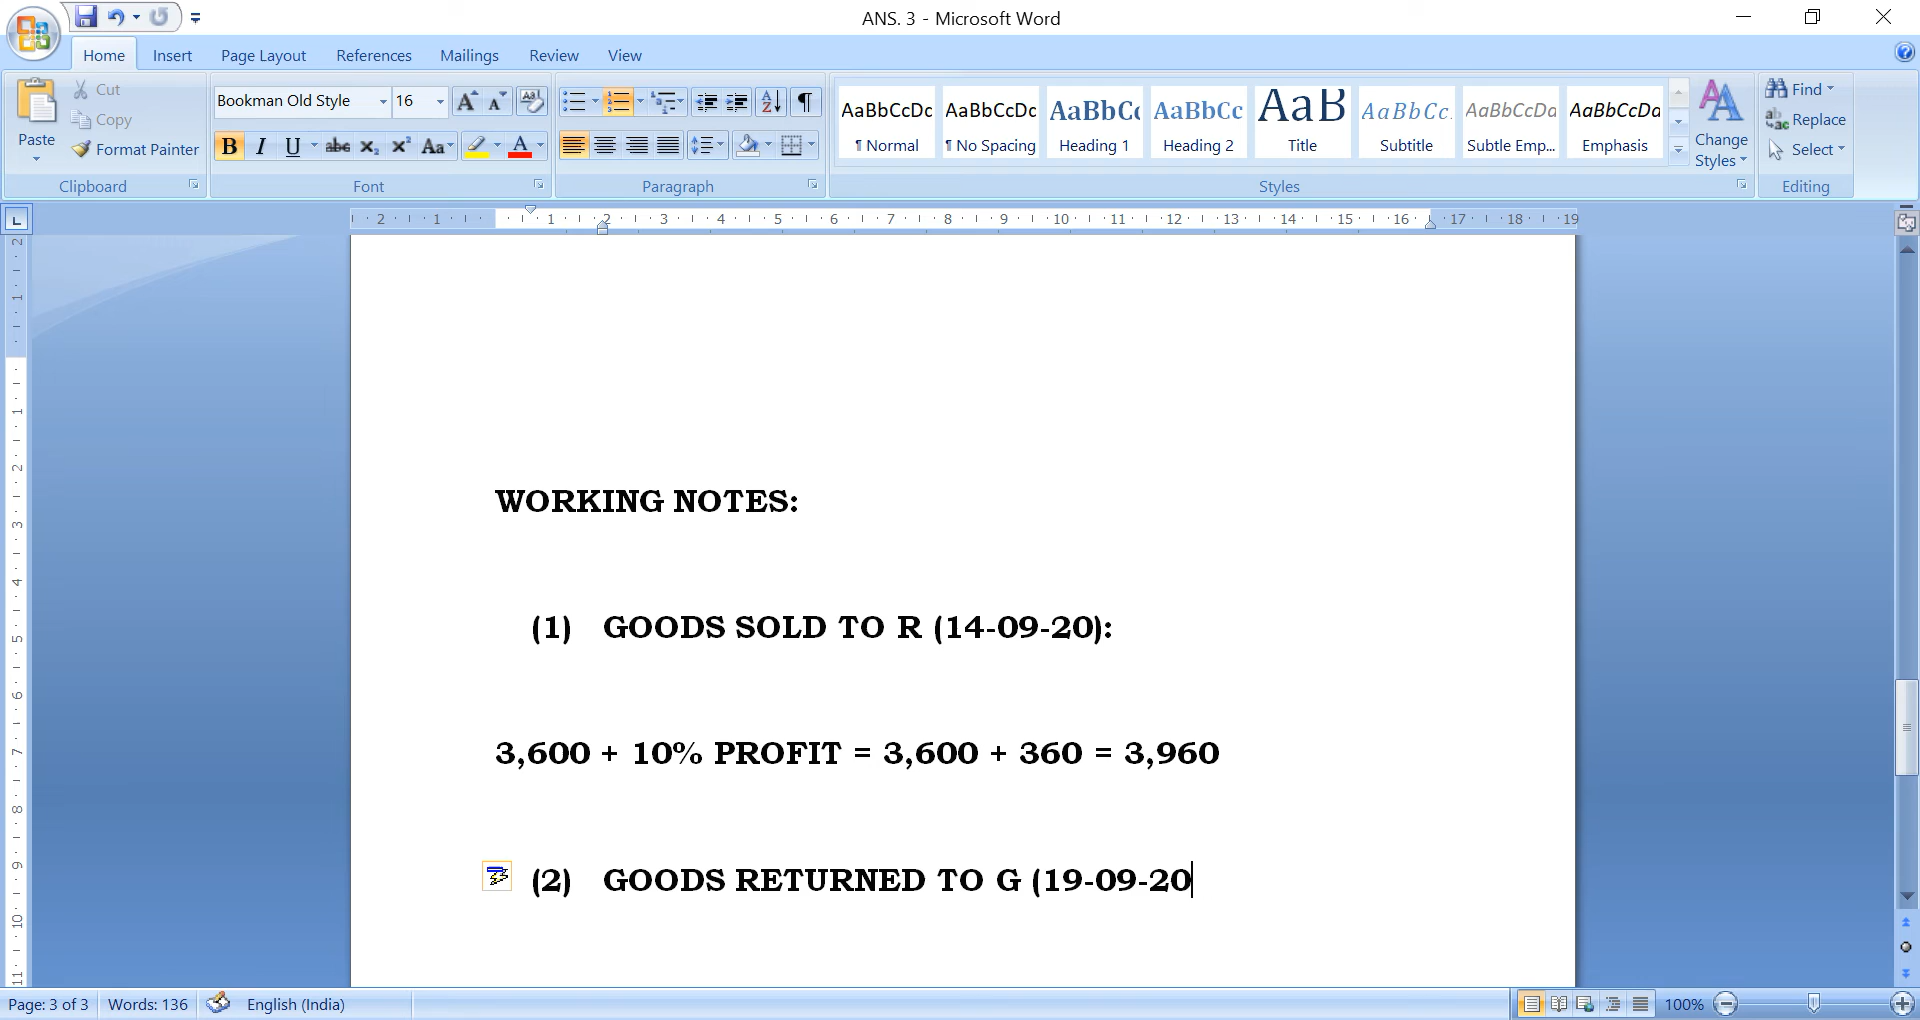 ANS. 3 - Microsoft Word
Home Insert Page Layout References Mailings Review View
Paste
Cut
Copy
Format Painter
Clipboard
Bookman Old Style 16
Font
Paragraph
AaBbCcDc AaBbCcDc AaBbCc AaBbCc AaB AaBbCc. AaBbCcDa AaBbCcDa
¶ Normal ¶ No Spacing Heading 1 Heading 2 Title Subtitle Subtle Emp... Emphasis
Change Styles
Styles
Find
Replace
Select
Editing
WORKING NOTES:
(1) GOODS SOLD TO R (14-09-20):
3,600 + 10% PROFIT = 3,600 + 360 = 3,960
(2) GOODS RETURNED TO G (19-09-20
Page: 3 of 3 Words: 136 English (India) 100%